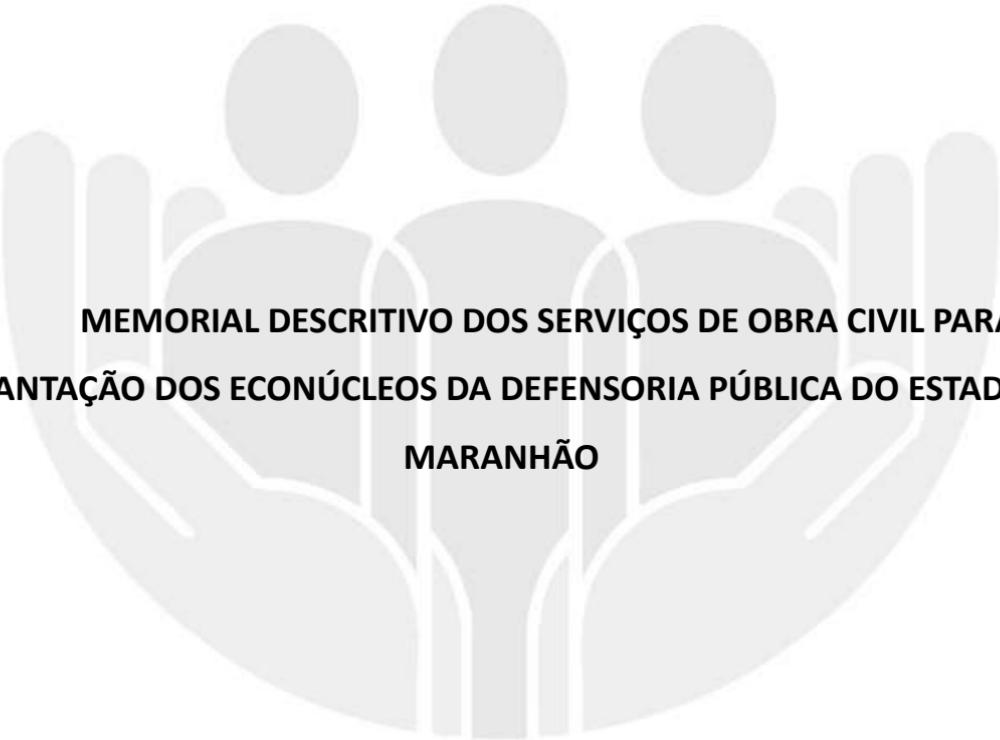 MEMORIAL DESCRITIVO DOS SERVIÇOS DE OBRA CIVIL PARA
ANTAÇÃO DOS ECONÚCLEOS DA DEFENSORIA PÚBLICA DO ESTAD
MARANHÃO